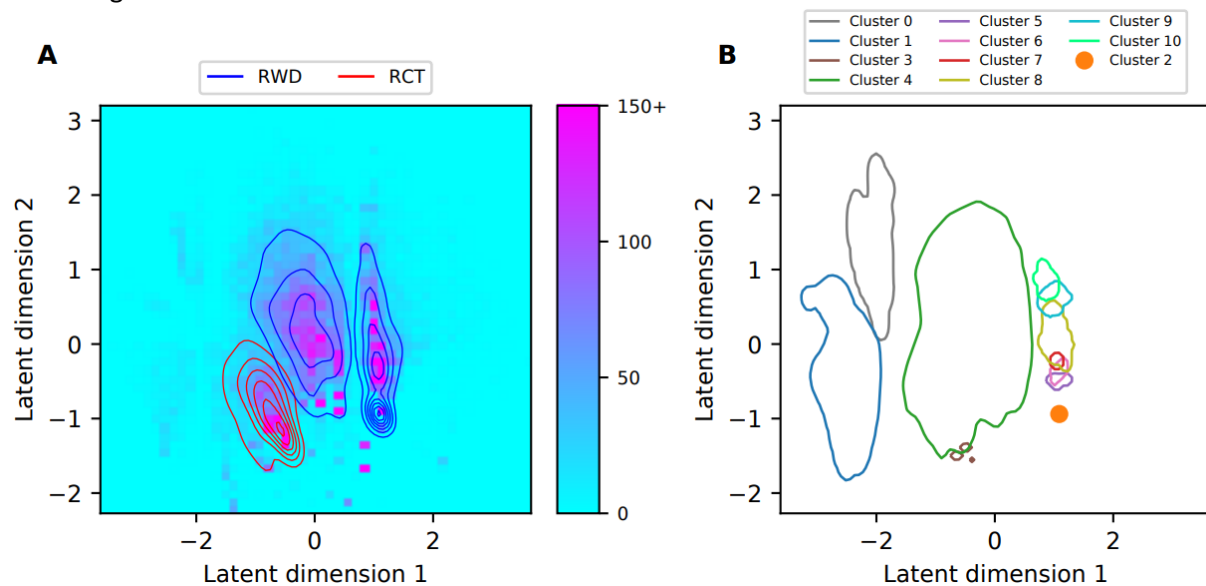 A
RWD RCT
3
2
1
0
−1
−2
−2 0 2
Latent dimension 1
Latent dimension 2
150+
100
50
0
B
Cluster 0 Cluster 5 Cluster 9
Cluster 1 Cluster 6 Cluster 10
Cluster 3 Cluster 7 Cluster 2
Cluster 4 Cluster 8
3
2
1
0
−1
−2
−2 0 2
Latent dimension 1
Latent dimension 2